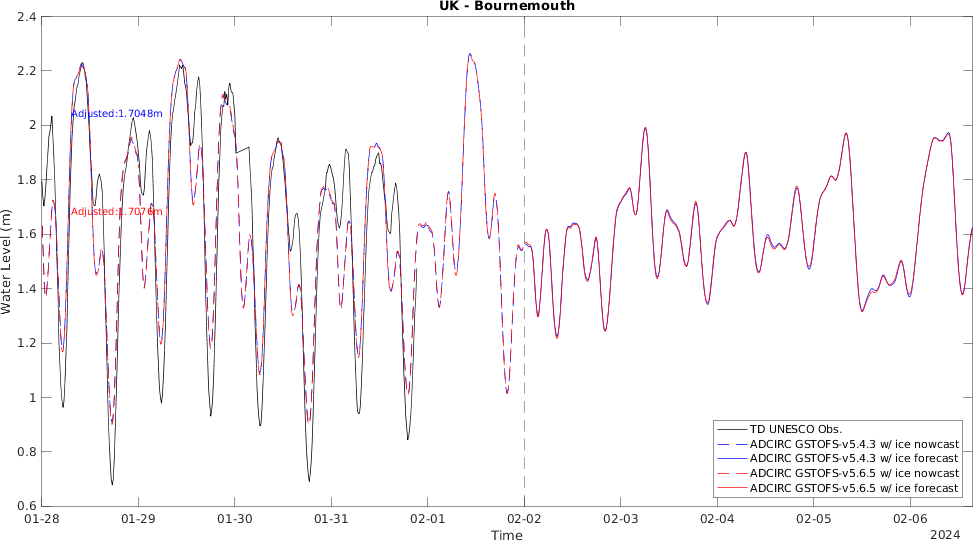 UK - Bournemouth
2.4
2.2
2
1.8
1.6
1.4
1.2
1
0.8
0.6
Water Level (m)
Adjusted:1.7048m
Adjusted:1.7076m
TD UNESCO Obs.
ADCIRC GSTOFS-v5.4.3 w/ ice nowcast
ADCIRC GSTOFS-v5.4.3 w/ ice forecast
ADCIRC GSTOFS-v5.6.5 w/ ice nowcast
ADCIRC GSTOFS-v5.6.5 w/ ice forecast
01-28 01-29 01-30 01-31 02-01 02-02 02-03 02-04 02-05 02-06
Time
2024